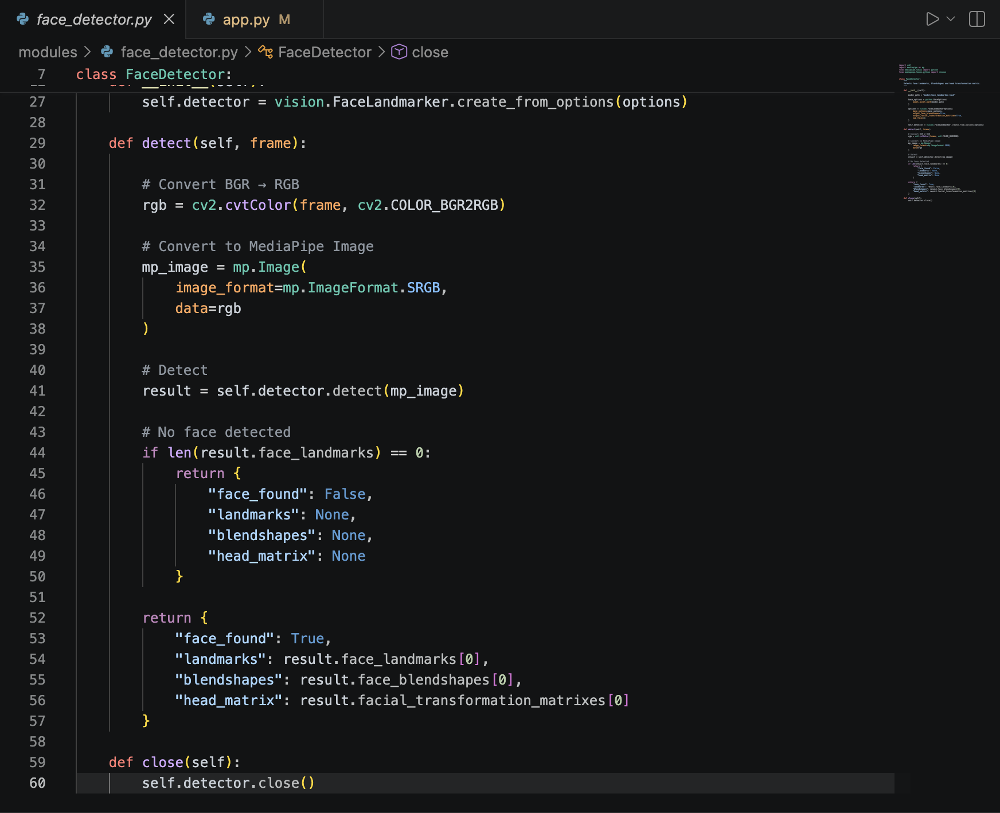 face_detector.py
app.py M
modules > face_detector.py > FaceDetector > close
7 class FaceDetector:
27 self.detector = vision.FaceLandmarker.create_from_options(options)
28
29 def detect(self, frame):
30
31 # Convert BGR → RGB
32 rgb = cv2.cvtColor(frame, cv2.COLOR_BGR2RGB)
33
34 # Convert to MediaPipe Image
35 mp_image = mp.Image(
36 image_format=mp.ImageFormat.SRGB,
37 data=rgb
38 )
39
40 # Detect
41 result = self.detector.detect(mp_image)
42
43 # No face detected
44 if len(result.face_landmarks) == 0:
45 return {
46 "face_found": False,
47 "landmarks": None,
48 "blendshapes": None,
49 "head_matrix": None
50 }
51
52 return {
53 "face_found": True,
54 "landmarks": result.face_landmarks[0],
55 "blendshapes": result.face_blendshapes[0],
56 "head_matrix": result.facial_transformation_matrixes[0]
57 }
58
59 def close(self):
60 self.detector.close()